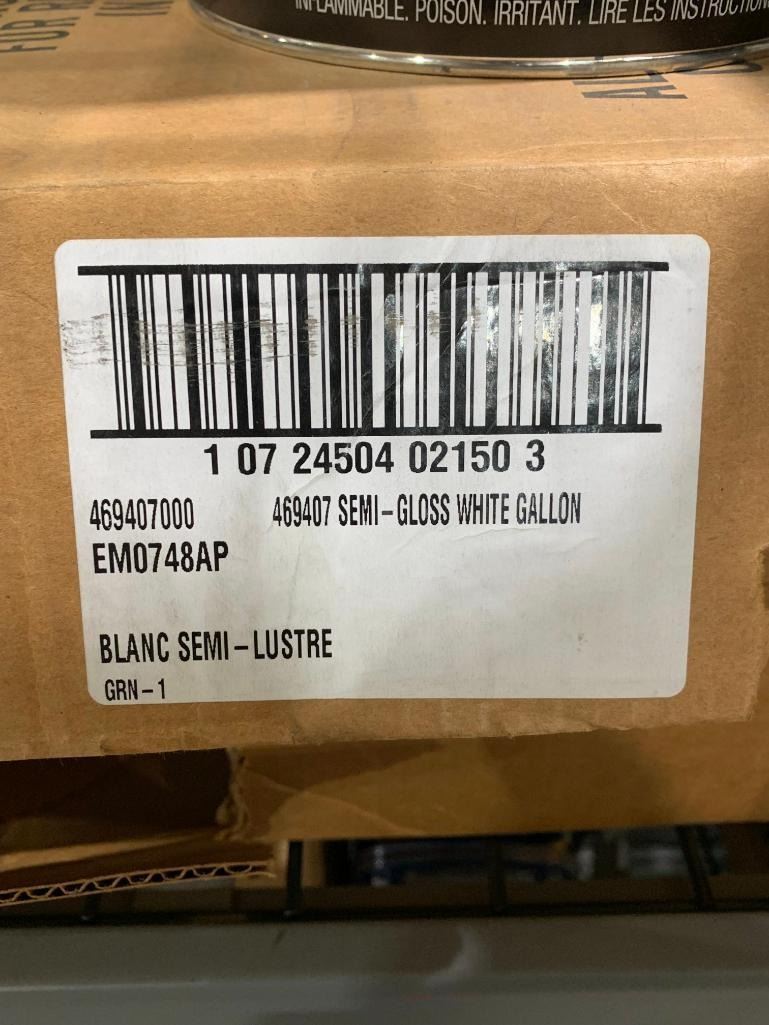 INFLAMMABLE. POISON. IRRITANT. LIRE LES INSTRUCTIONS
1 07 24504 02150 3
469407000 469407 SEMI-GLOSS WHITE GALLON
EM0748AP
BLANC SEMI-LUSTRE
GRN-1